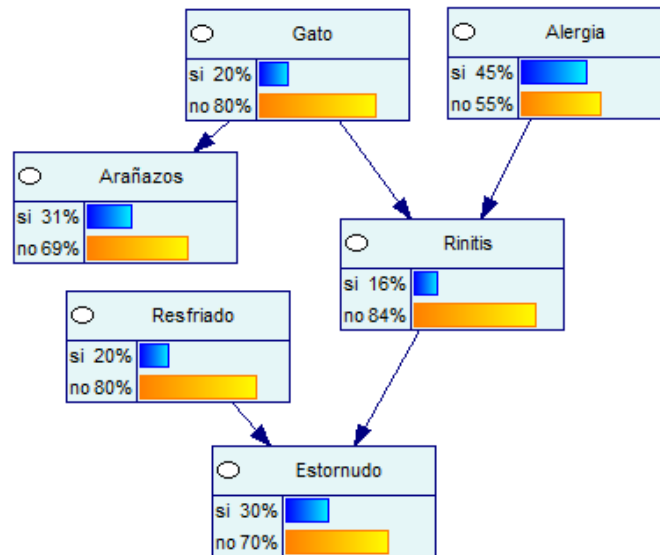 Gato
si 20%
no 80%
Alergia
si 45%
no 55%
Arañazos
si 31%
no 69%
Rinitis
si 16%
no 84%
Resfriado
si 20%
no 80%
Estornudo
si 30%
no 70%